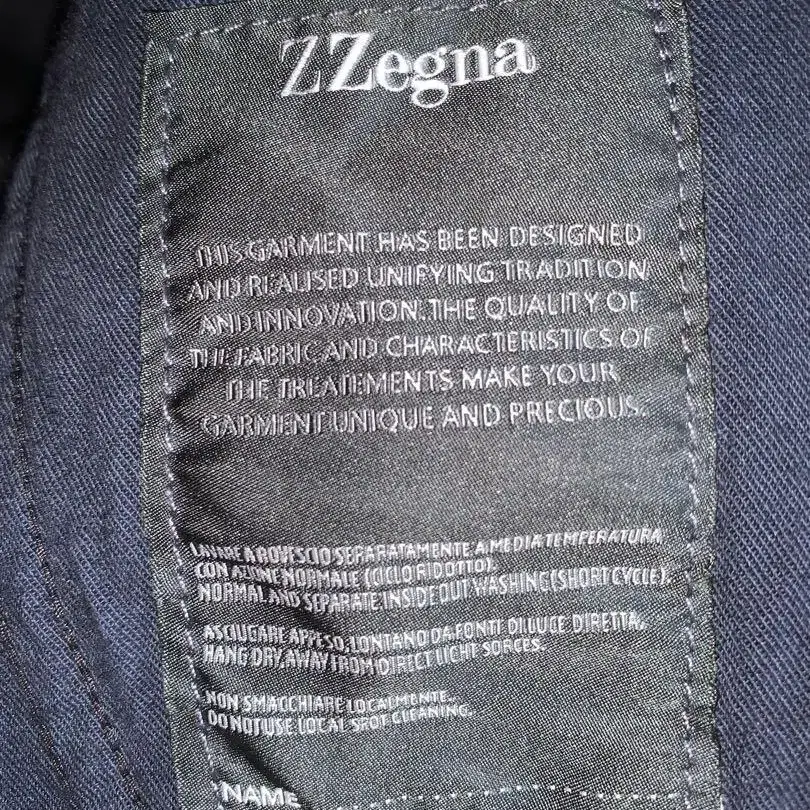 ZZegna
THIS GARMENT HAS BEEN DESIGNED
AND REALISED UNIFYING TRADITION
AND INNOVATION.THE QUALITY OF
THE FABRIC AND CHARACTERISTICS OF
THE TREATEMENTS MAKE YOUR
GARMENT UNIQUE AND PRECIOUS.
LAVARE A ROVESCIO SEPARATAMENTE A MEDIA TEMPERATURA
CON AZIONE NORMALE (CICLO RIDOTTO).
NORMAL AND SEPARATE INSIDE OUT WASHING (SHORT CYCLE).
ASCIUGARE APPESO, LONTANO DA FONTI DI LUCE DIRETTA.
HANG DRY, AWAY FROM DIRECT LIGHT SORCES.
NON SMACCHIARE LOCALMENTE.
DO NOT USE LOCAL SPOT CLEANING.
NAME